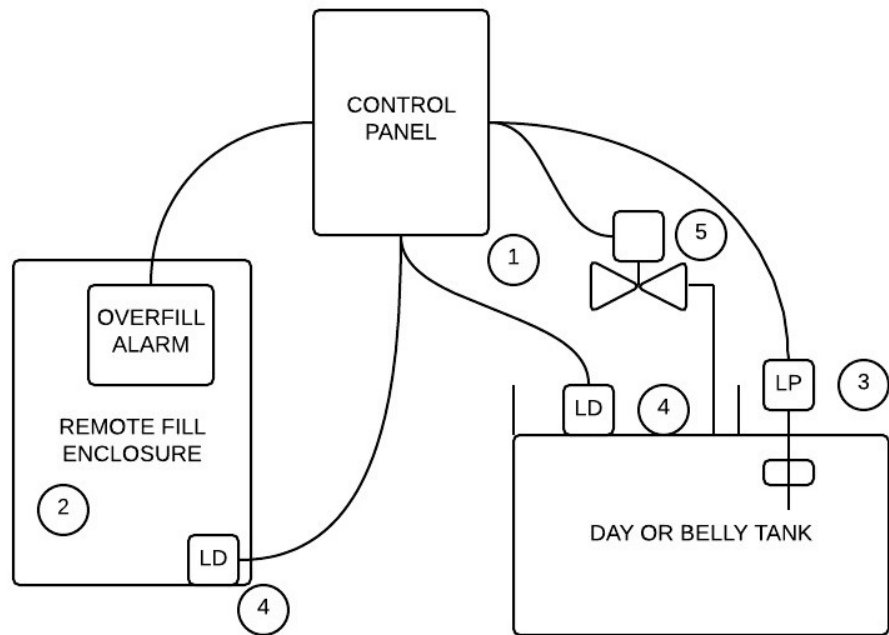 CONTROL
PANEL
5
1
OVERFILL
ALARM
LP
3
LD
4
REMOTE FILL
ENCLOSURE
2
DAY OR BELLY TANK
LD
4